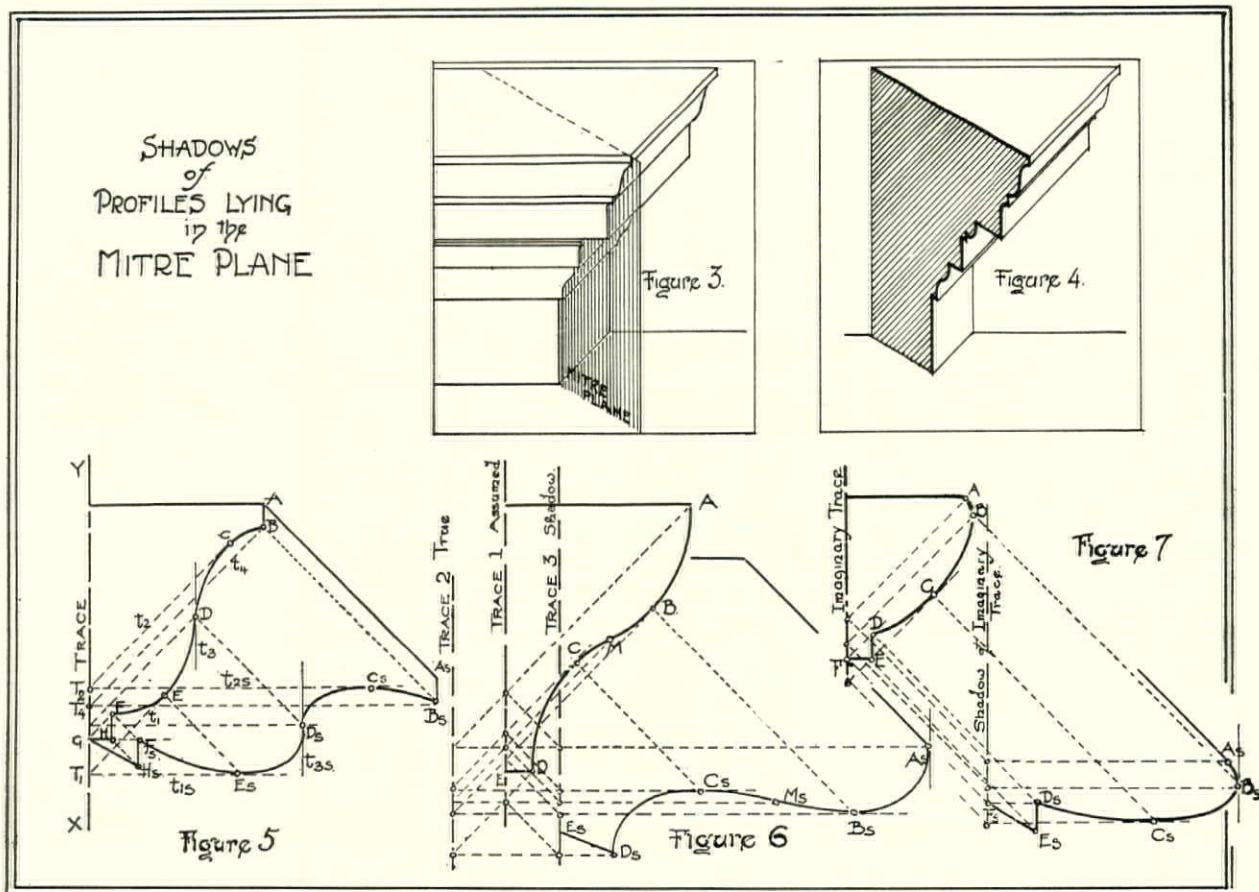 SHADOWS
of
PROFILES LYING
in the
MITRE PLANE
Figure 3.
MITRE
PLANE
Figure 4.
Y
TRACE
X
A
B
C
D
E
F
G
H
t₂
t₄
t₃
t₁
t₂s
t₁s
t₃s
T₄
T₁
As
Bs
Cs
Ds
Es
Fs
Hs
Figure 5
TRACE 2 True
TRACE 1 Assumed
TRACE 3 Shadow.
A
B
M
C
D
E
As
Bs
Ms
Cs
Ds
Es
Figure 6
Imaginary Trace
Shadow of Imaginary
Trace.
A
B
C
D
E
F
As
Bs
Cs
Ds
Es
Figure 7